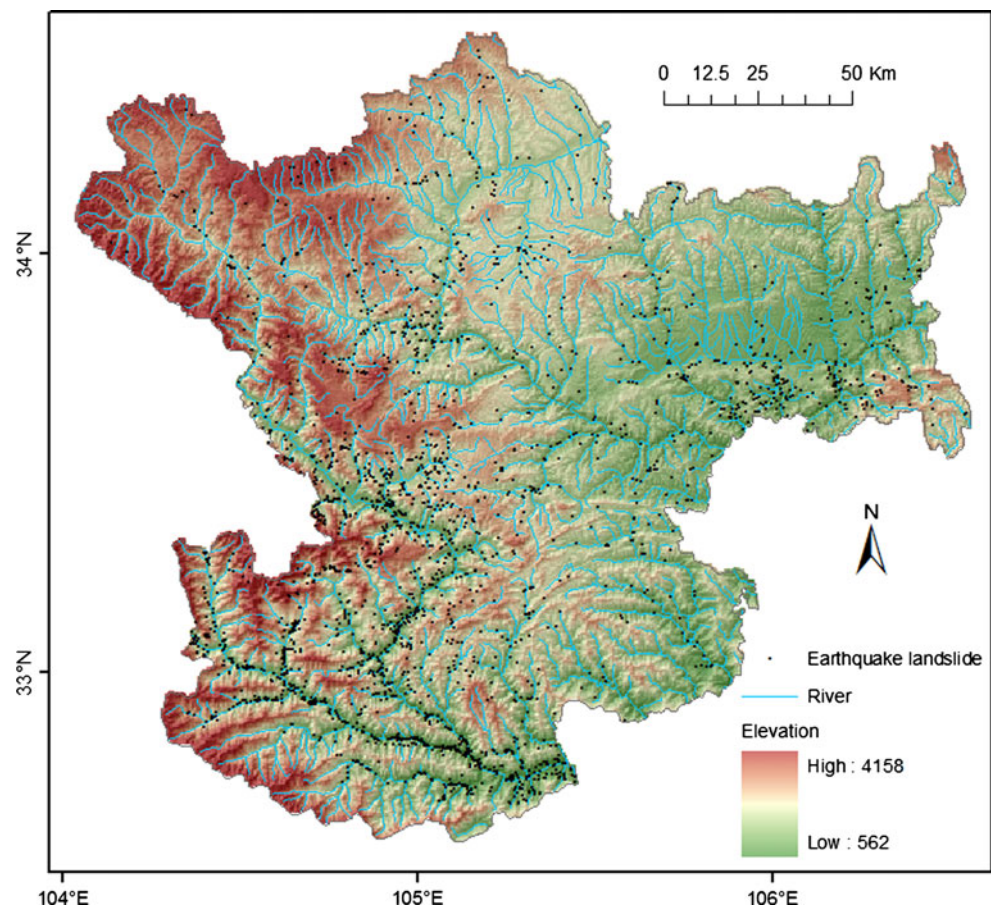 0 12.5 25 50 Km
34°N
N
Earthquake landslide
33°N
River
Elevation
High : 4158
Low : 562
104°E 105°E 106°E